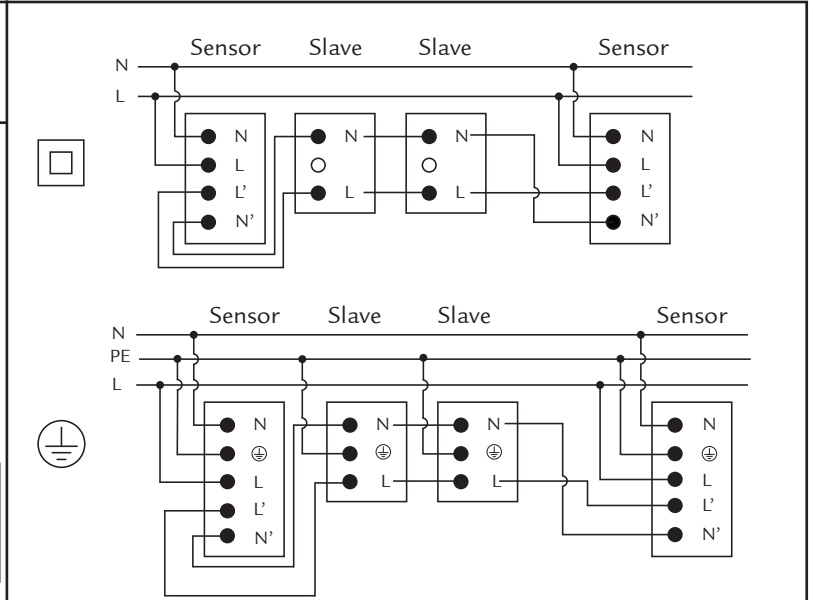 Sensor Slave Slave Sensor
N
L
N N N N
L L
L’ L L L’
N’ N’
Sensor Slave Slave Sensor
N
PE
L
N N N N
L L L L
L’ L’
N’ N’